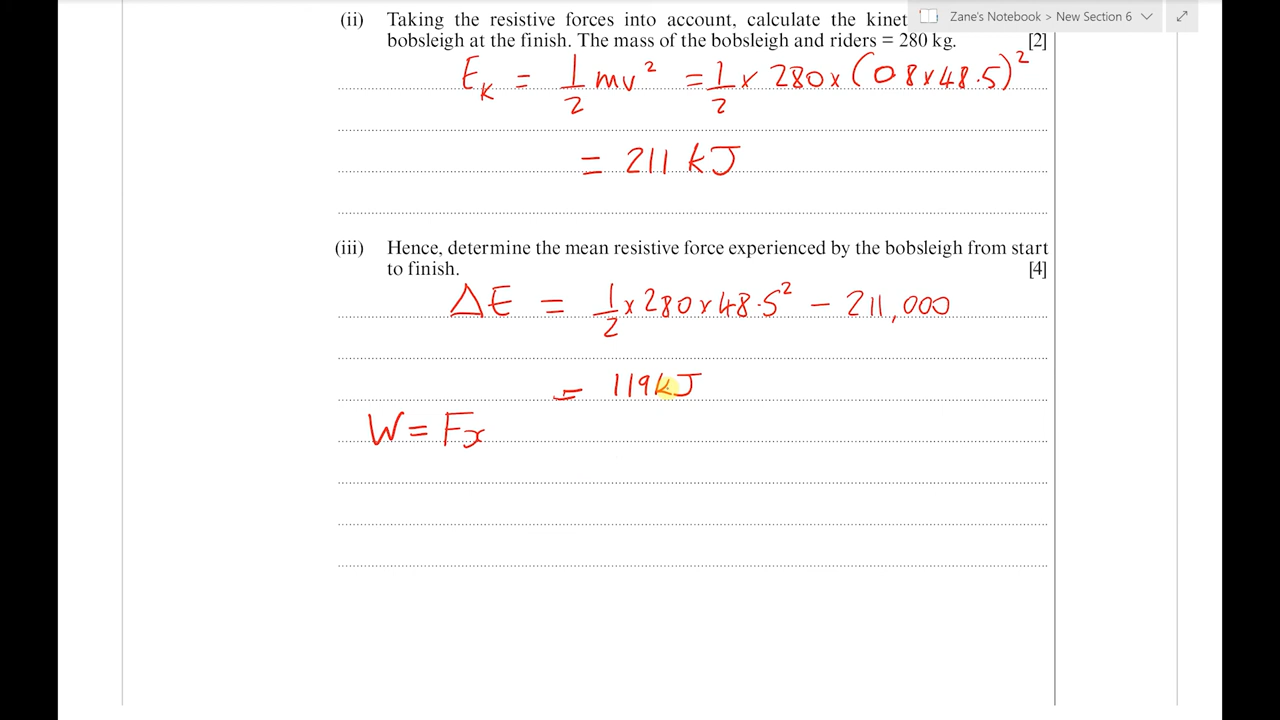 Zane's Notebook > New Section 6
(ii) Taking the resistive forces into account, calculate the kinet
bobsleigh at the finish. The mass of the bobsleigh and riders = 280 kg. [2]
E_K = 1/2 mv² = 1/2 × 280 × (0.8 × 48.5)²
= 211 kJ
(iii) Hence, determine the mean resistive force experienced by the bobsleigh from start
to finish. [4]
ΔE = 1/2 × 280 × 48.5² − 211,000
= 119kJ
W = Fx